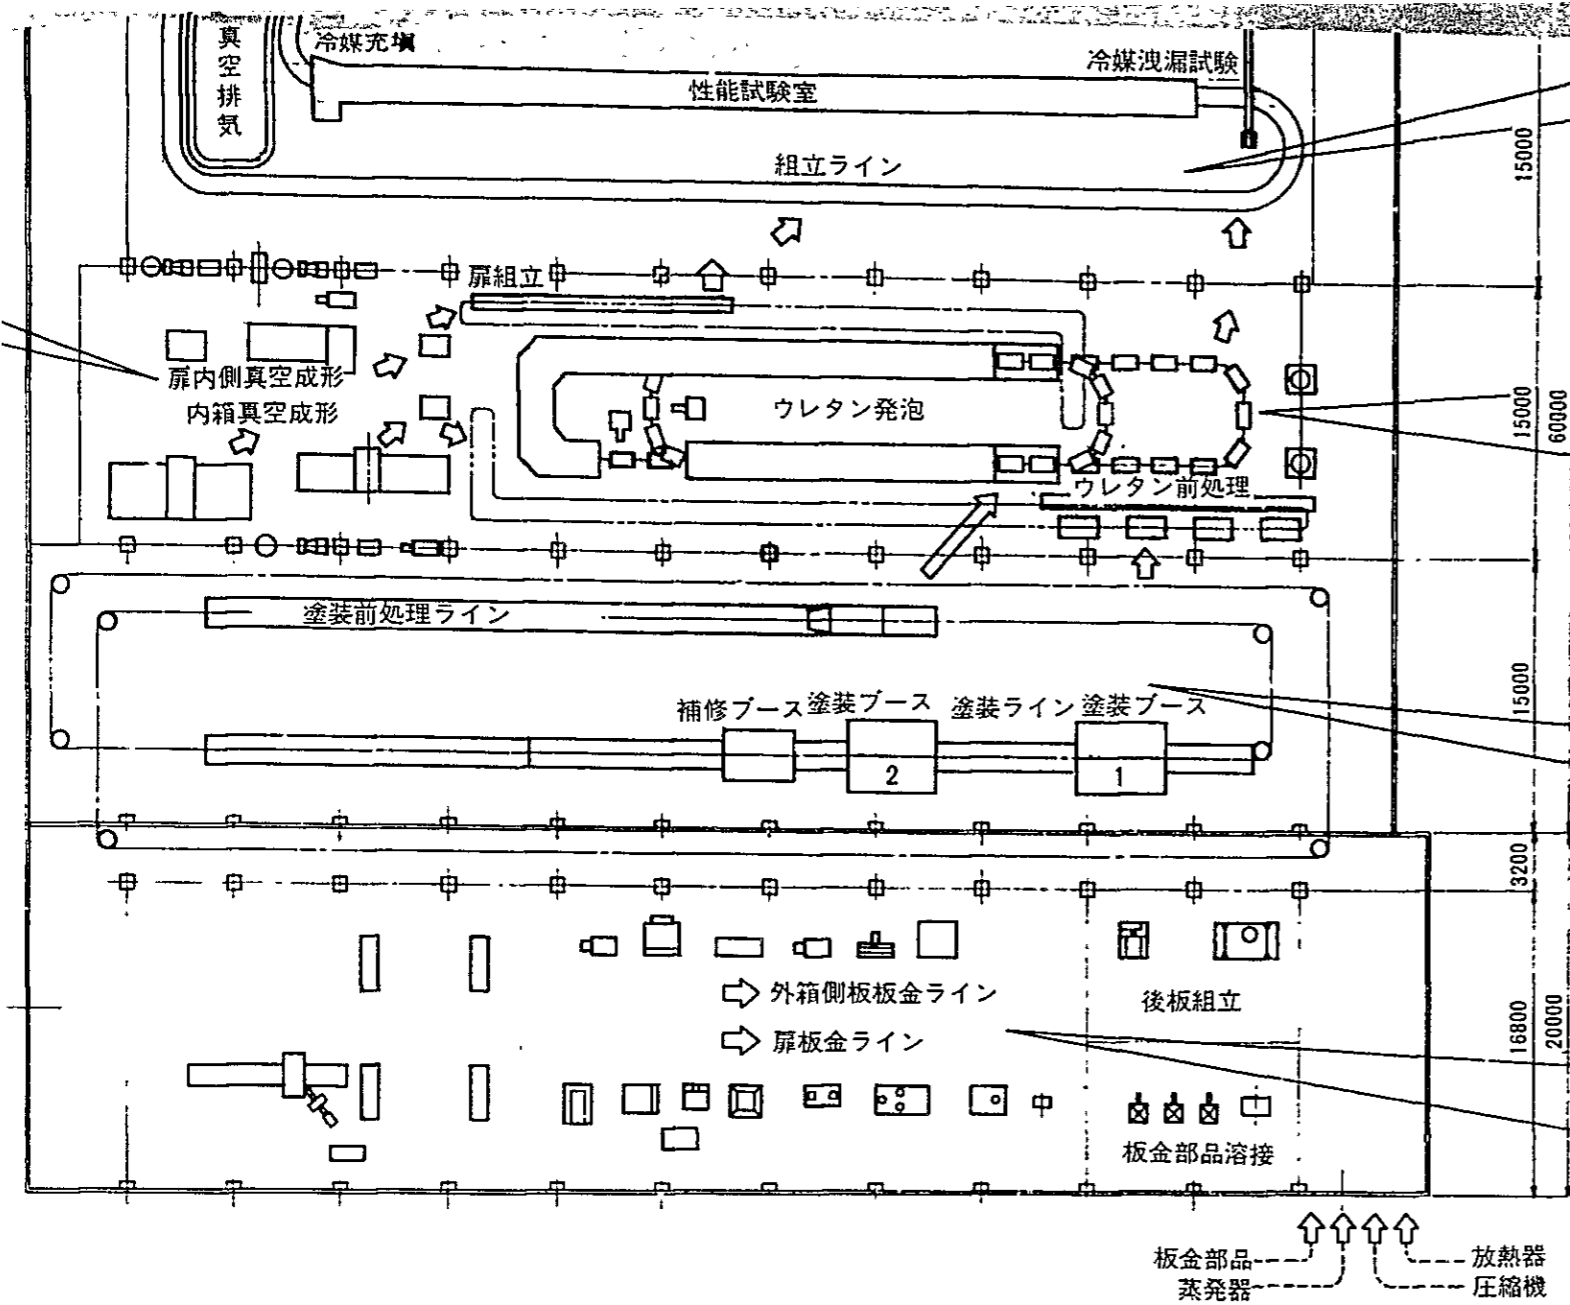 真空排気
冷媒充塡
冷媒洩漏試験
性能試験室
組立ライン
15000
扉組立
扉内側真空成形
内箱真空成形
ウレタン発泡
15000
60000
ウレタン前処理
塗装前処理ライン
補修ブース
塗装ブース
塗装ライン
塗装ブース
2
1
15000
3200
外箱側板板金ライン
後板組立
扉板金ライン
16800
20000
板金部品溶接
板金部品
放熱器
蒸発器
圧縮機